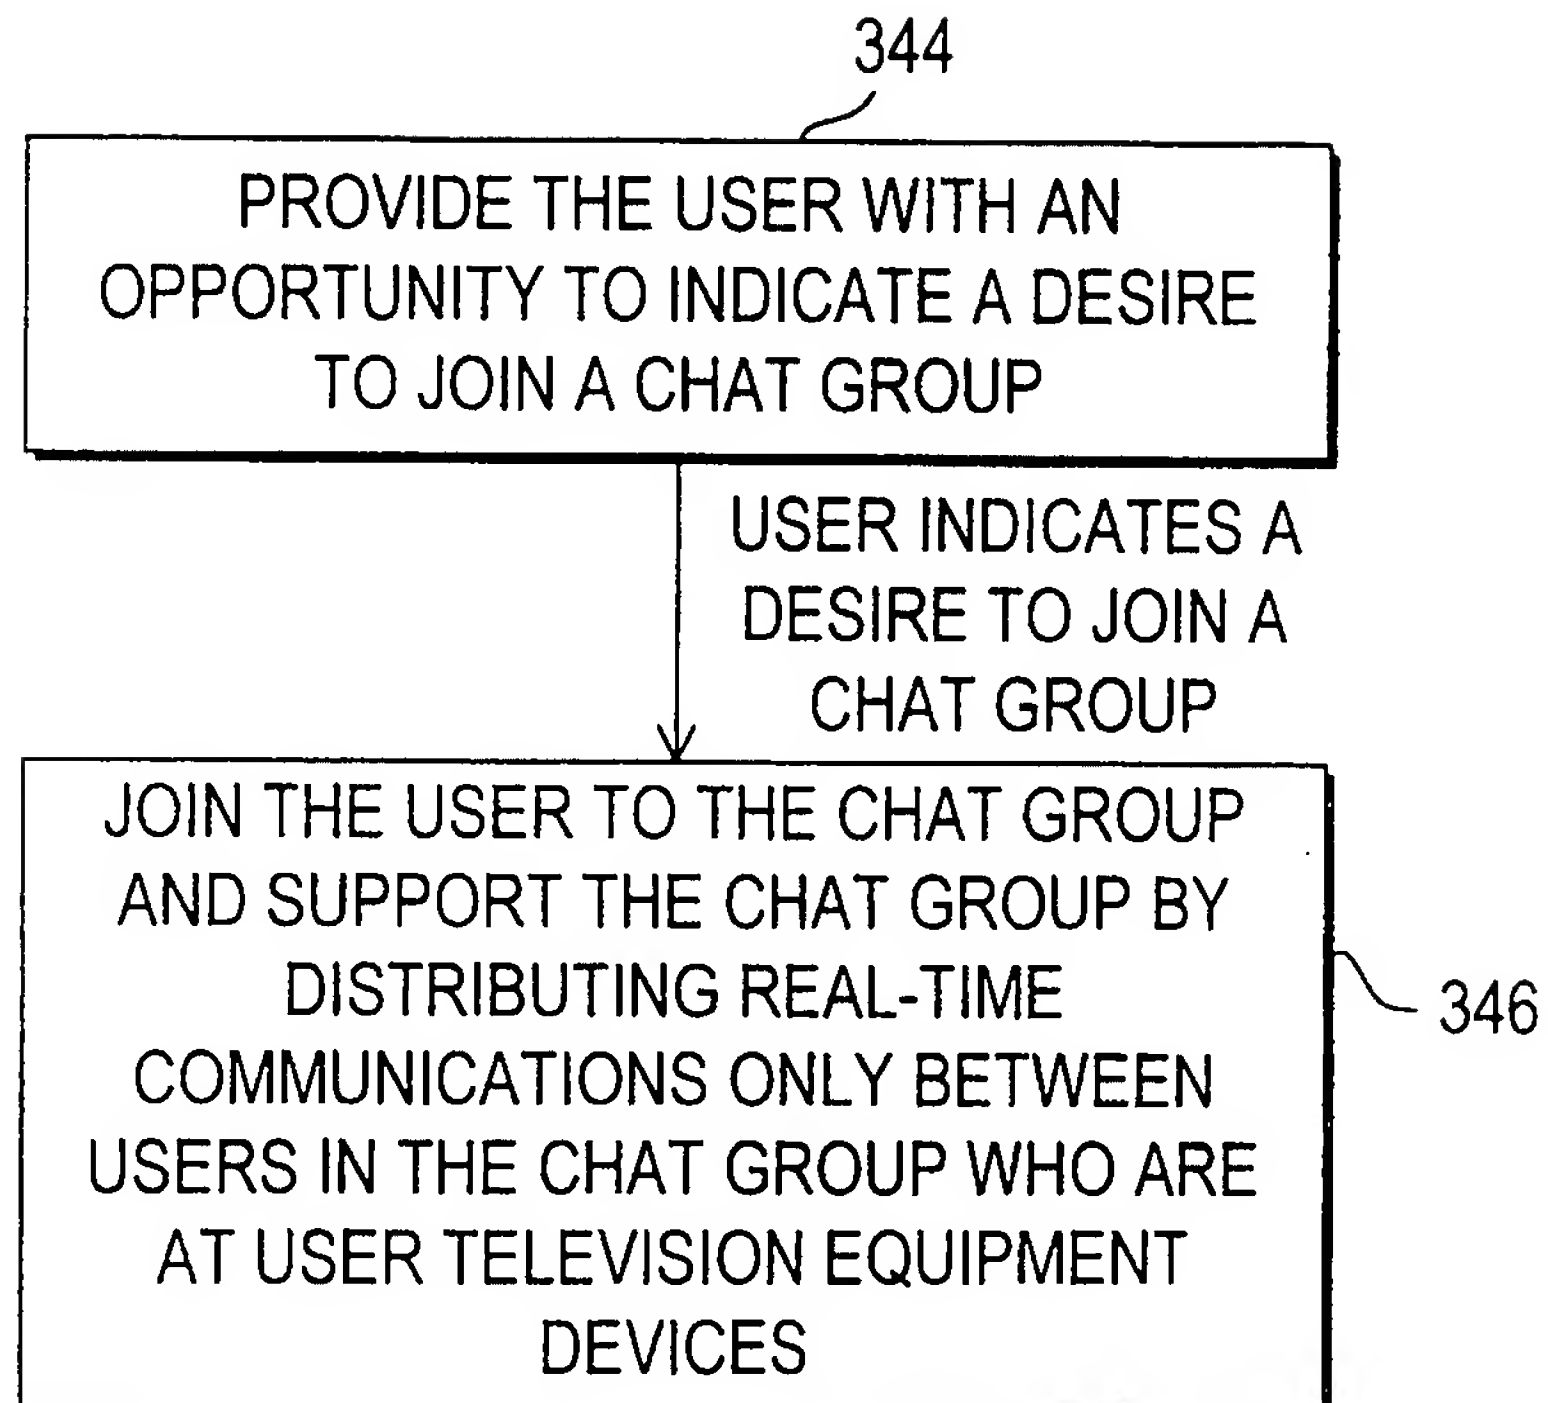 344
PROVIDE THE USER WITH AN
OPPORTUNITY TO INDICATE A DESIRE
TO JOIN A CHAT GROUP
USER INDICATES A
DESIRE TO JOIN A
CHAT GROUP
JOIN THE USER TO THE CHAT GROUP
AND SUPPORT THE CHAT GROUP BY
DISTRIBUTING REAL-TIME
COMMUNICATIONS ONLY BETWEEN
USERS IN THE CHAT GROUP WHO ARE
AT USER TELEVISION EQUIPMENT
DEVICES
346